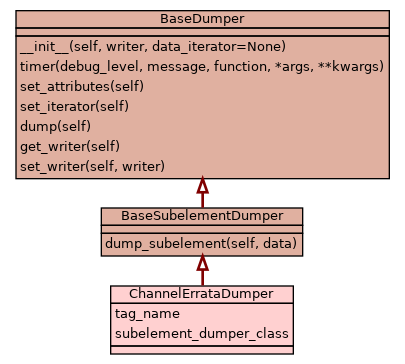 BaseDumper
__init__(self, writer, data_iterator=None)
timer(debug_level, message, function, *args, **kwargs)
set_attributes(self)
set_iterator(self)
dump(self)
get_writer(self)
set_writer(self, writer)
BaseSubelementDumper
dump_subelement(self, data)
ChannelErrataDumper
tag_name
subelement_dumper_class